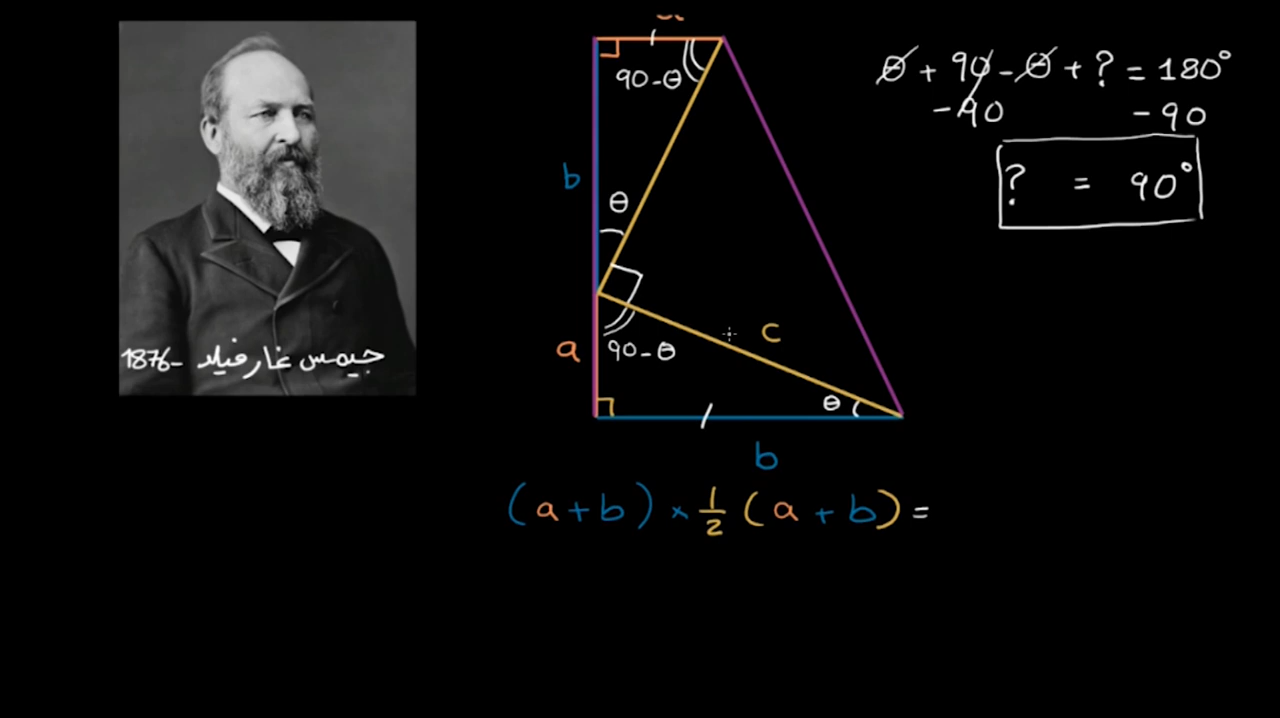 a
90-θ
θ + 90 - θ + ? = 180°
-90 -90
? = 90°
b
θ
c
a
90-θ
θ
جيمس غارفيلد -1876
b
(a+b) × 1/2 (a+b) =